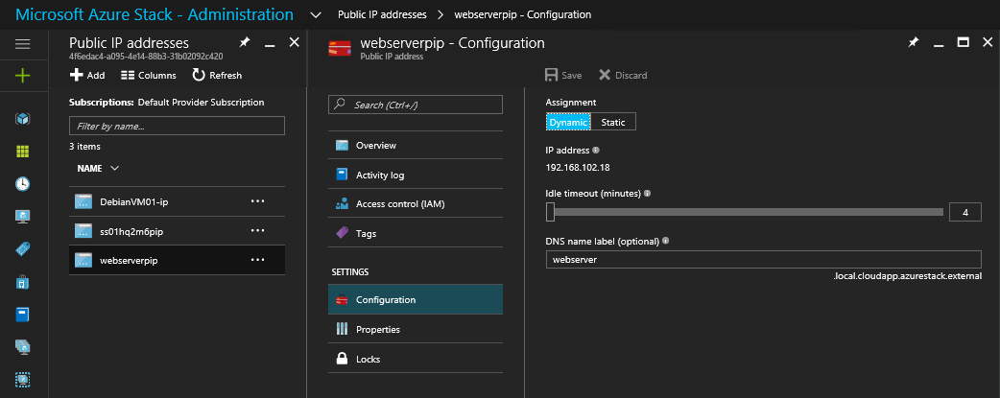 Microsoft Azure Stack - Administration
Public IP addresses
webserverpip - Configuration
Public IP addresses
4f6edac4-a095-4e14-88b3-31b02092c420
Add
Columns
Refresh
Subscriptions: Default Provider Subscription
Filter by name...
3 items
NAME
DebianVM01-ip
ss01hq2m6pip
webserverpip
webserverpip - Configuration
Public IP address
Search (Ctrl+/)
Overview
Activity log
Access control (IAM)
Tags
SETTINGS
Configuration
Properties
Locks
Save
Discard
Assignment
Dynamic
Static
IP address
192.168.102.18
Idle timeout (minutes)
4
DNS name label (optional)
webserver
.local.cloudapp.azurestack.external